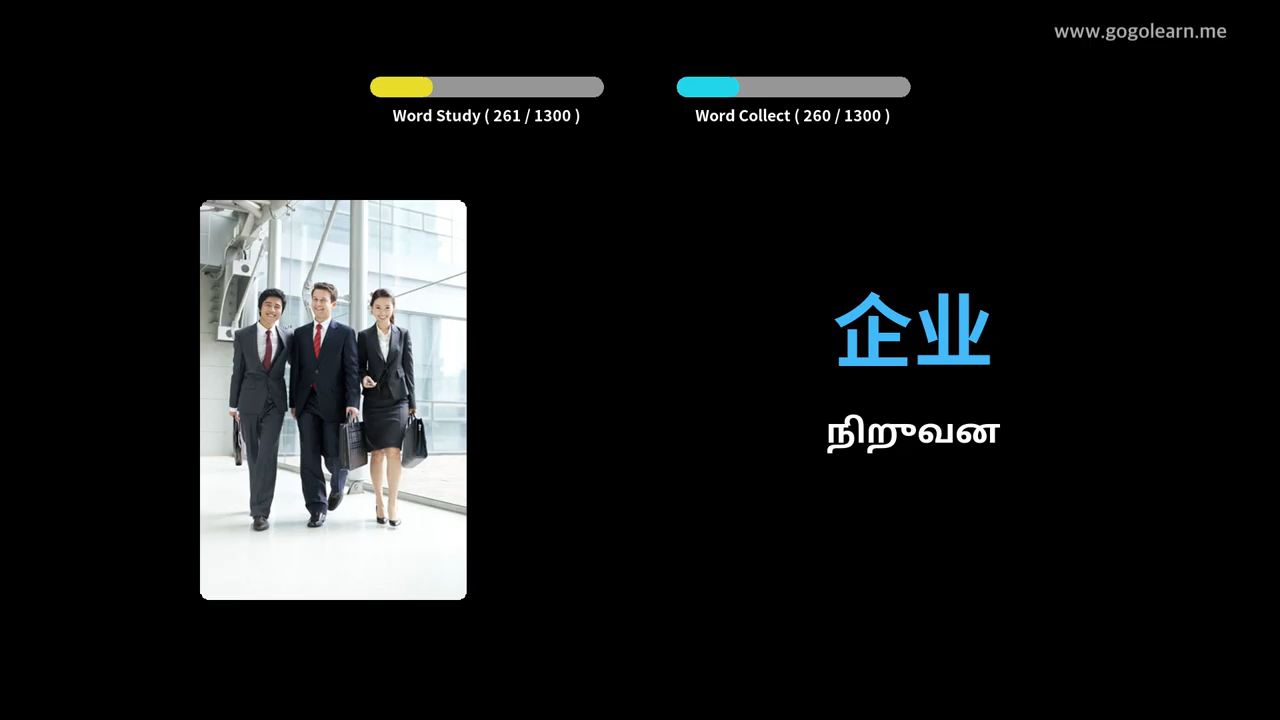 www.gogolearn.me
Word Study ( 261 / 1300 )
Word Collect ( 260 / 1300 )
企业
நிறுவன